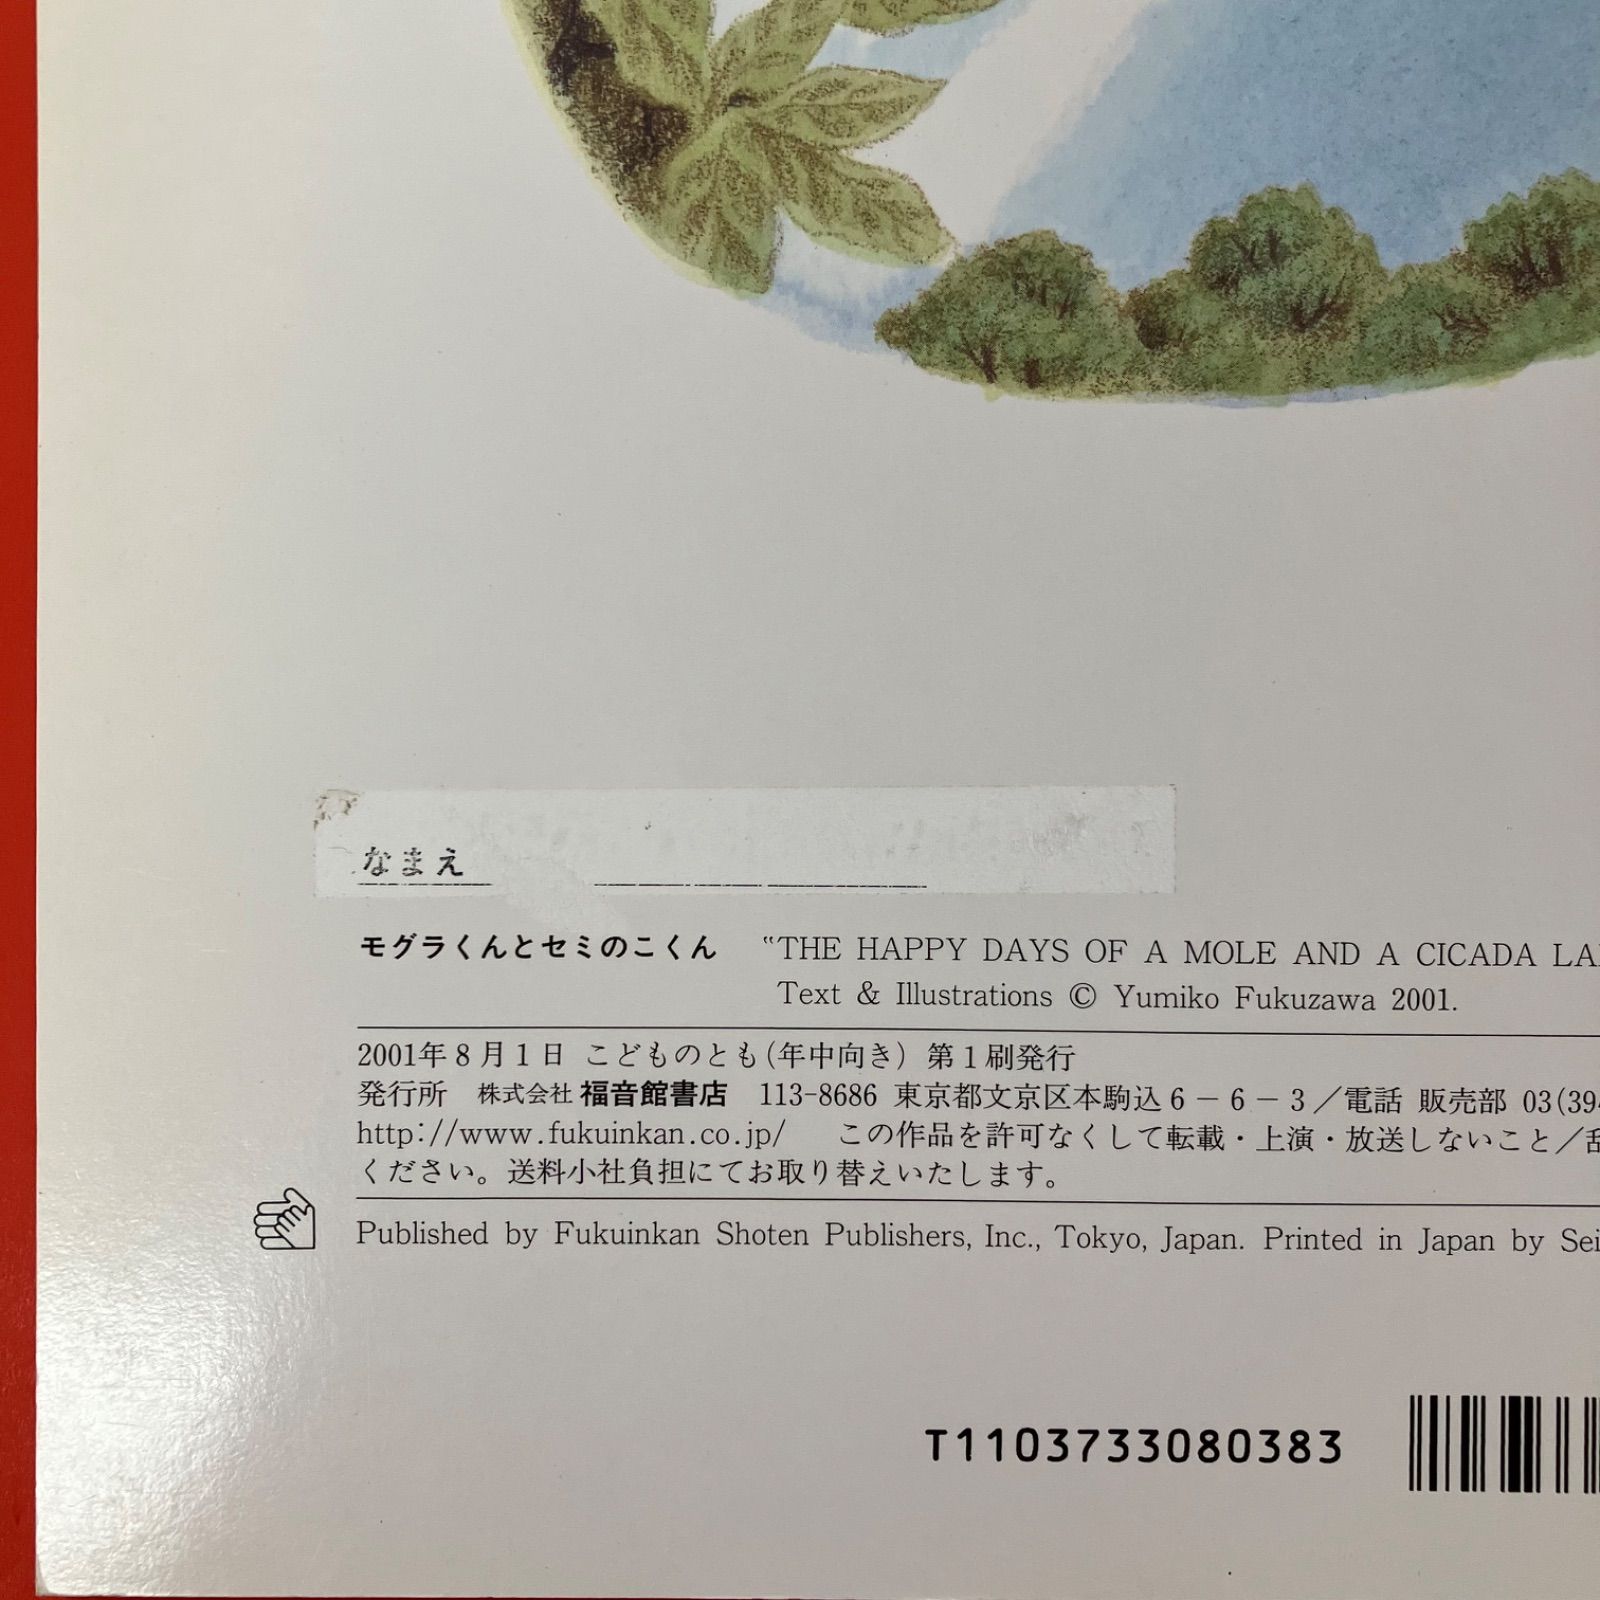 なまえ
モグラくんとセミのこくん “THE HAPPY DAYS OF A MOLE AND A CICADA
Text & Illustrations © Yumiko Fukuzawa 2001.
2001年8月1日 こどものとも(年中向き) 第1刷発行
発行所 株式会社 福音館書店 113-8686 東京都文京区本駒込6-6-3/電話 販売部 03(394
http://www.fukuinkan.co.jp/ この作品を許可なくして転載・上演・放送しないこと/
ください。送料小社負担にてお取り替えいたします。
Published by Fukuinkan Shoten Publishers, Inc., Tokyo, Japan. Printed in Japan by
T1103733080383